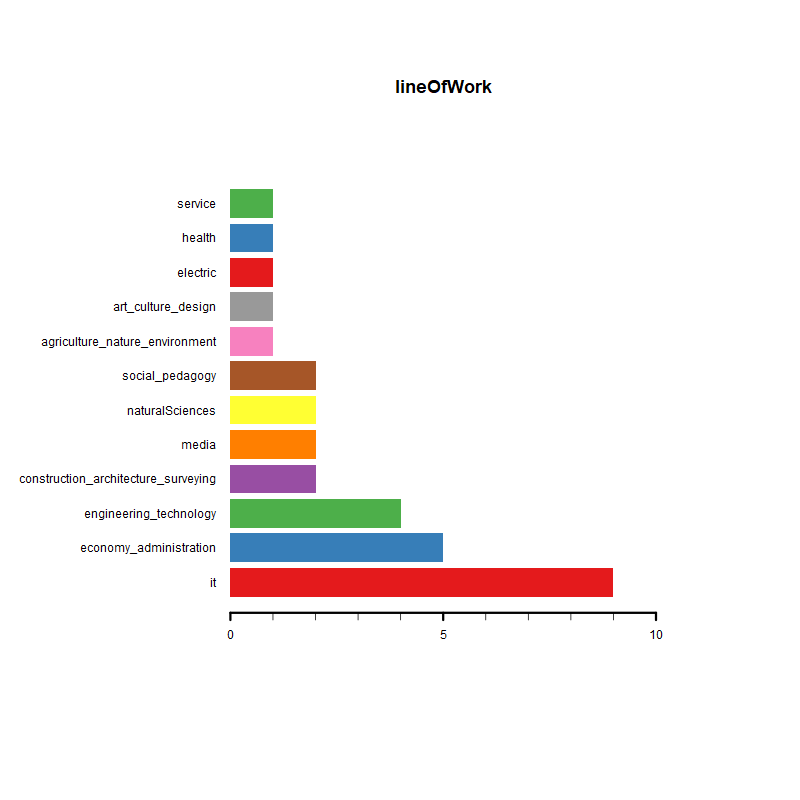 lineOfWork
service
health
electric
art_culture_design
agriculture_nature_environment
social_pedagogy
naturalSciences
media
construction_architecture_surveying
engineering_technology
economy_administration
it
0 5 10